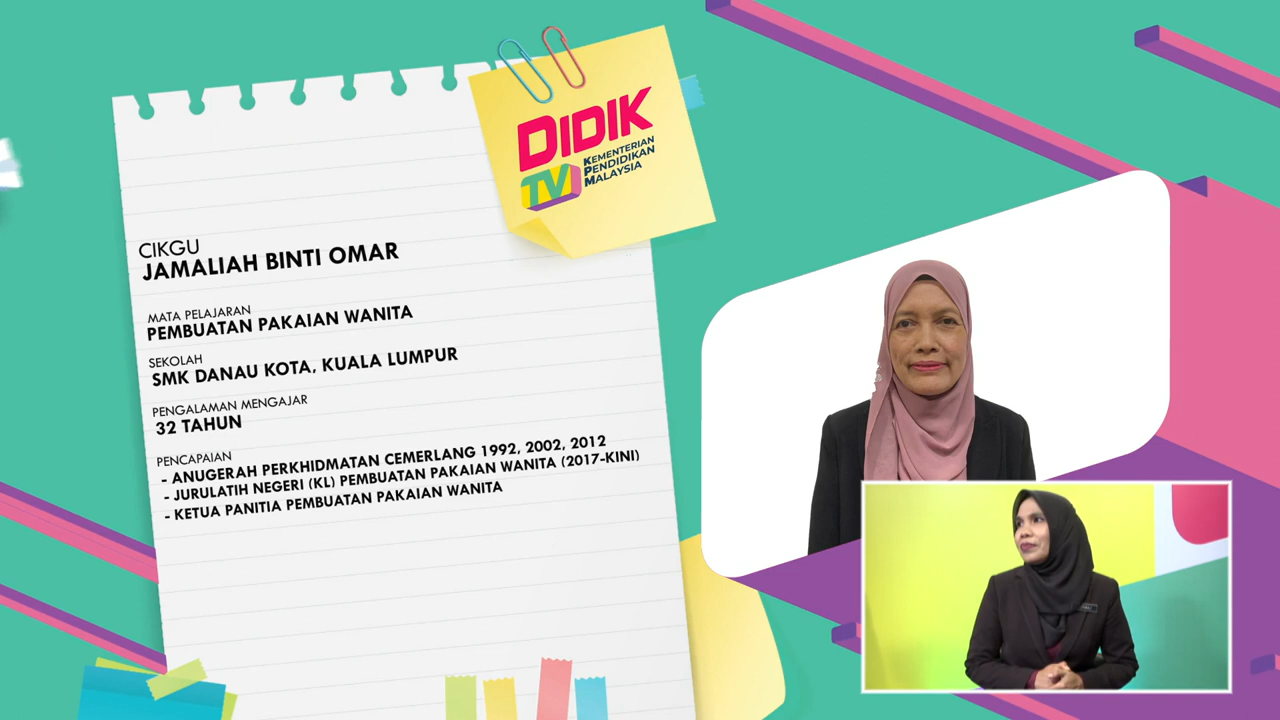 DIDIK
TV
KEMENTERIAN
PENDIDIKAN
MALAYSIA
CIKGU
JAMALIAH BINTI OMAR
MATA PELAJARAN
PEMBUATAN PAKAIAN WANITA
SEKOLAH
SMK DANAU KOTA, KUALA LUMPUR
PENGALAMAN MENGAJAR
32 TAHUN
PENCAPAIAN
- ANUGERAH PERKHIDMATAN CEMERLANG 1992, 2002, 2012
- JURULATIH NEGERI (KL) PEMBUATAN PAKAIAN WANITA (2017-KINI)
- KETUA PANITIA PEMBUATAN PAKAIAN WANITA